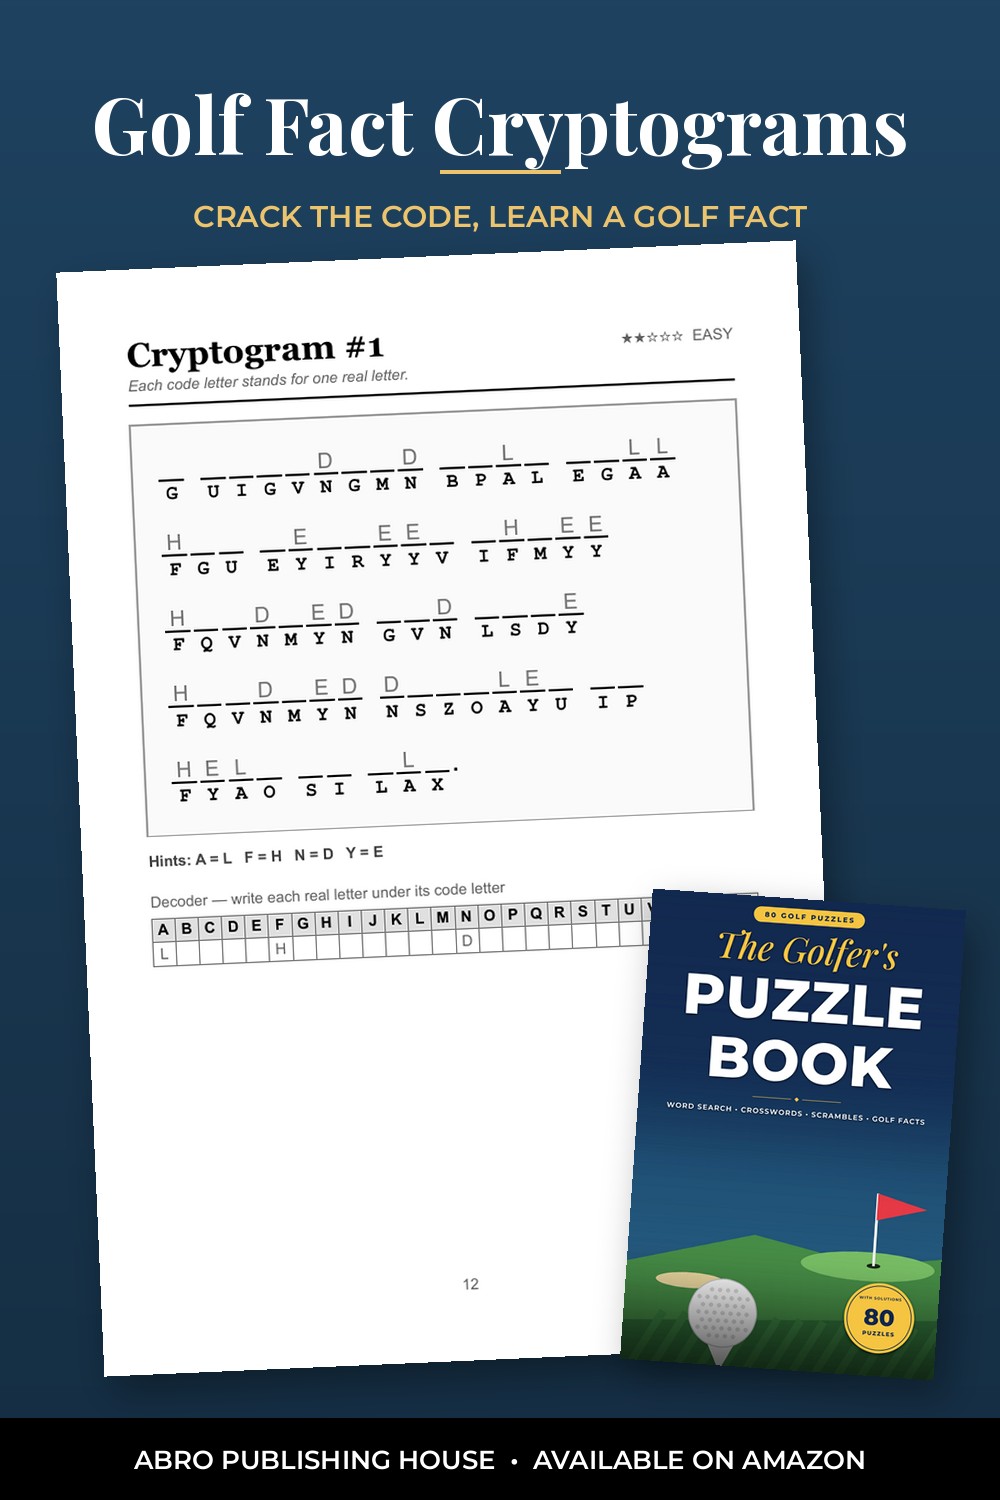 Golf Fact Cryptograms
CRACK THE CODE, LEARN A GOLF FACT
Cryptogram #1
★★☆☆☆ EASY
Each code letter stands for one real letter.
D D L L L
G UIGVNGMN BPAL EGAA
H E E E H E E
FGU EYIRYYV IFMYY
H D E D D E
FQVNMYN GVN LSDY
H D E D D L E
FQVNMYN NSZOAYU IP
H E L L .
FYAO SI LAX
Hints: A = L F = H N = D Y = E
Decoder — write each real letter under its code letter
A B C D E F G H I J K L M N O P Q R S T U
L H D
12
80 GOLF PUZZLES
The Golfer's
PUZZLE
BOOK
WORD SEARCH • CROSSWORDS • SCRAMBLES • GOLF FACTS
WITH SOLUTIONS
80
PUZZLES
ABRO PUBLISHING HOUSE • AVAILABLE ON AMAZON